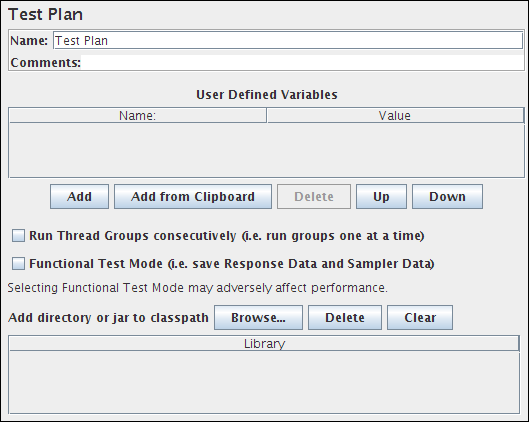 Test Plan
Name: Test Plan
Comments:
User Defined Variables
Name: Value
Add Add from Clipboard Delete Up Down
Run Thread Groups consecutively (i.e. run groups one at a time)
Functional Test Mode (i.e. save Response Data and Sampler Data)
Selecting Functional Test Mode may adversely affect performance.
Add directory or jar to classpath Browse... Delete Clear
Library